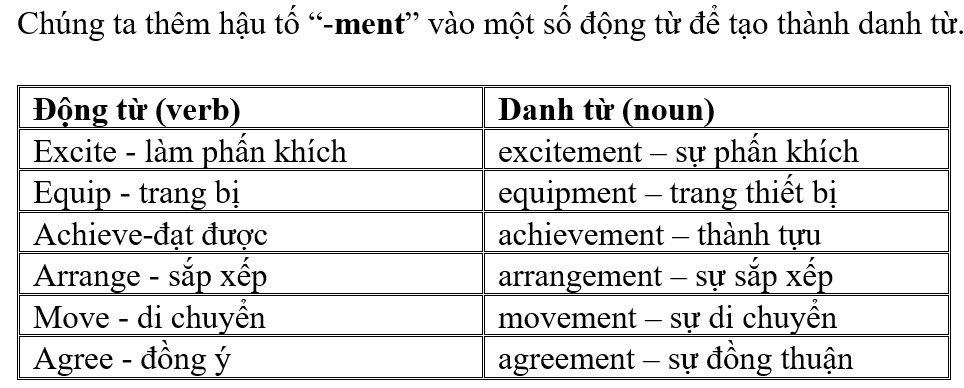 Chúng ta thêm hậu tố “-ment” vào một số động từ để tạo thành danh từ.
Động từ (verb) Danh từ (noun)
Excite - làm phấn khích excitement – sự phấn khích
Equip - trang bị equipment – trang thiết bị
Achieve-đạt được achievement – thành tựu
Arrange - sắp xếp arrangement – sự sắp xếp
Move - di chuyển movement – sự di chuyển
Agree - đồng ý agreement – sự đồng thuận